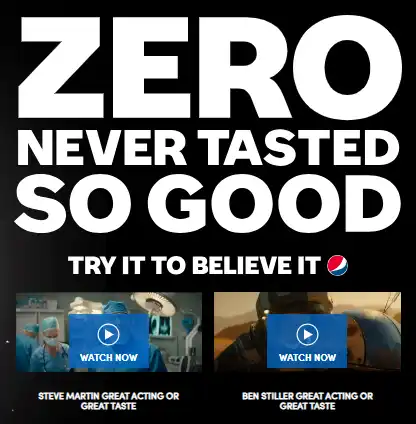 ZERO
NEVER TASTED
SO GOOD
TRY IT TO BELIEVE IT
WATCH NOW
WATCH NOW
STEVE MARTIN GREAT ACTING OR
GREAT TASTE
BEN STILLER GREAT ACTING OR
GREAT TASTE